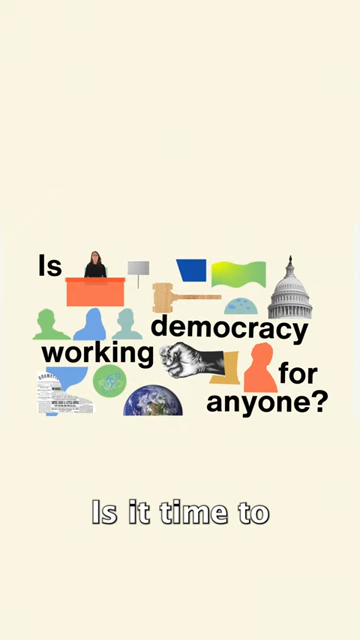 Is
democracy
working
for
anyone?
Is it time to